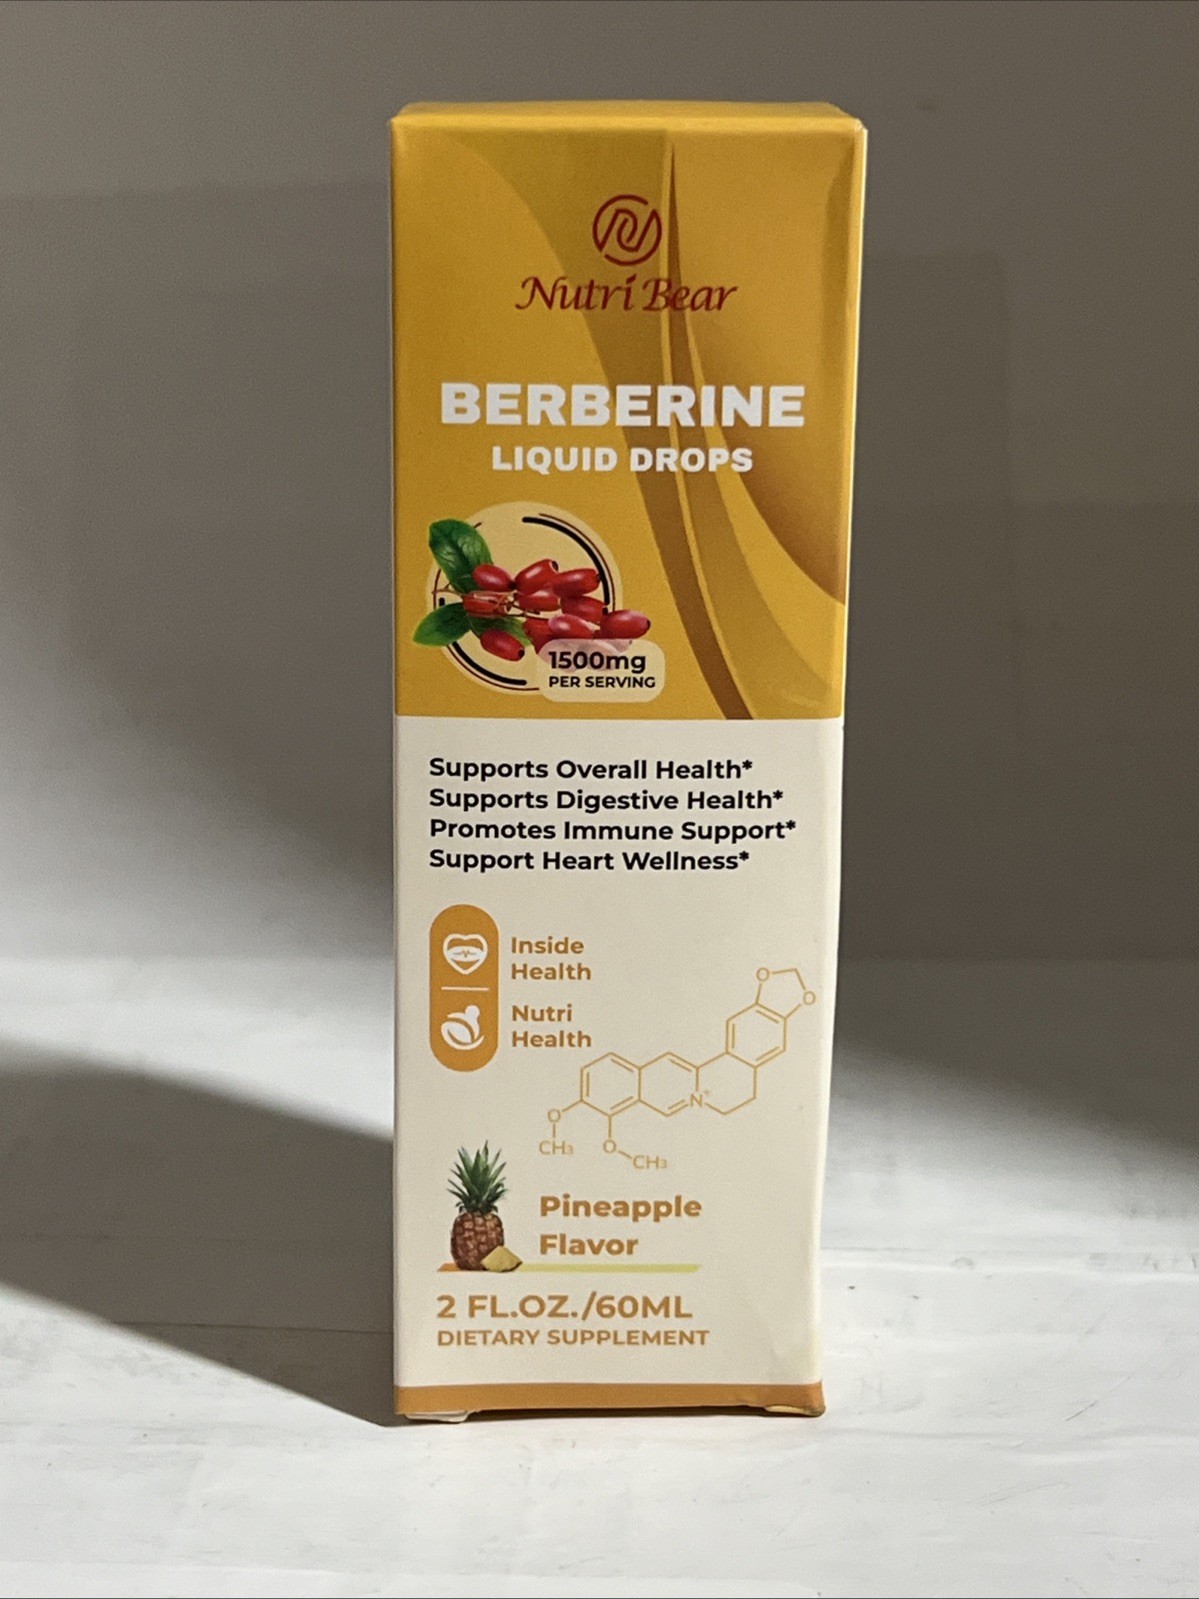 Nutri Bear
BERBERINE
LIQUID DROPS
1500mg
PER SERVING
Supports Overall Health*
Supports Digestive Health*
Promotes Immune Support*
Support Heart Wellness*
Inside
Health
Nutri
Health
O
O
N+
O
CH3
O
CH3
Pineapple
Flavor
2 FL.OZ./60ML
DIETARY SUPPLEMENT